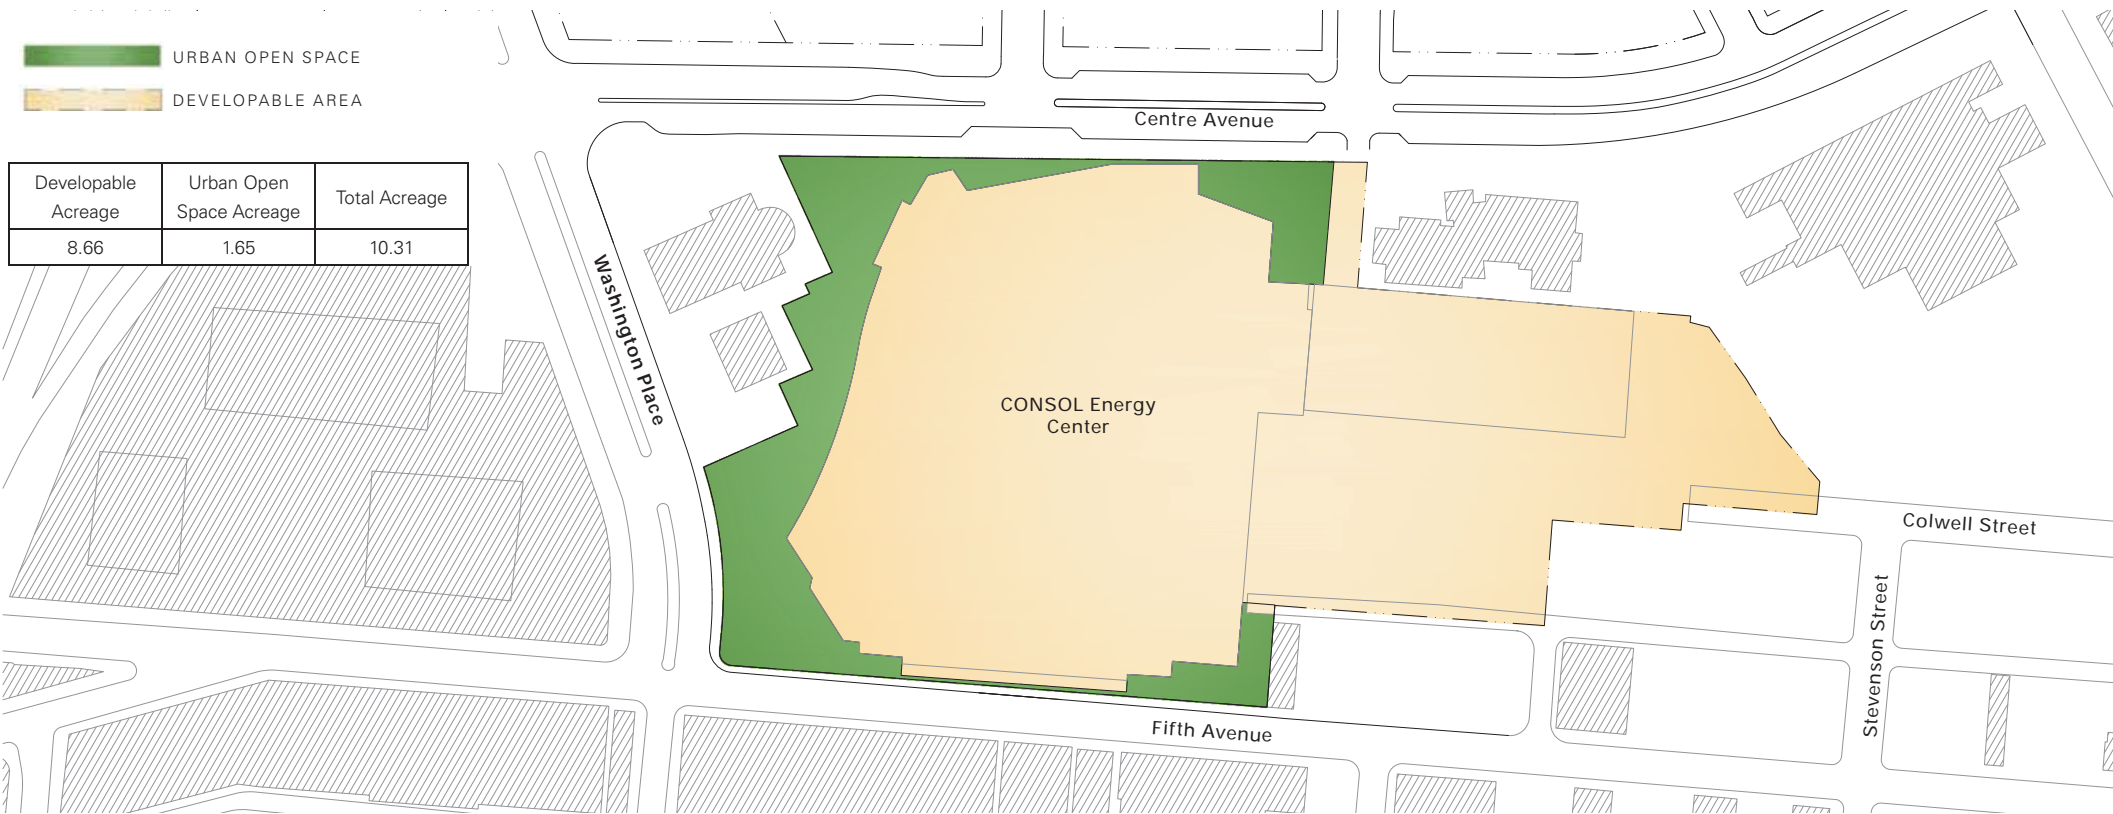 URBAN OPEN SPACE
DEVELOPABLE AREA
Developable
Acreage
Urban Open
Space Acreage
Total Acreage
8.66
1.65
10.31
Centre Avenue
Washington Place
CONSOL Energy
Center
Colwell Street
Stevenson Street
Fifth Avenue